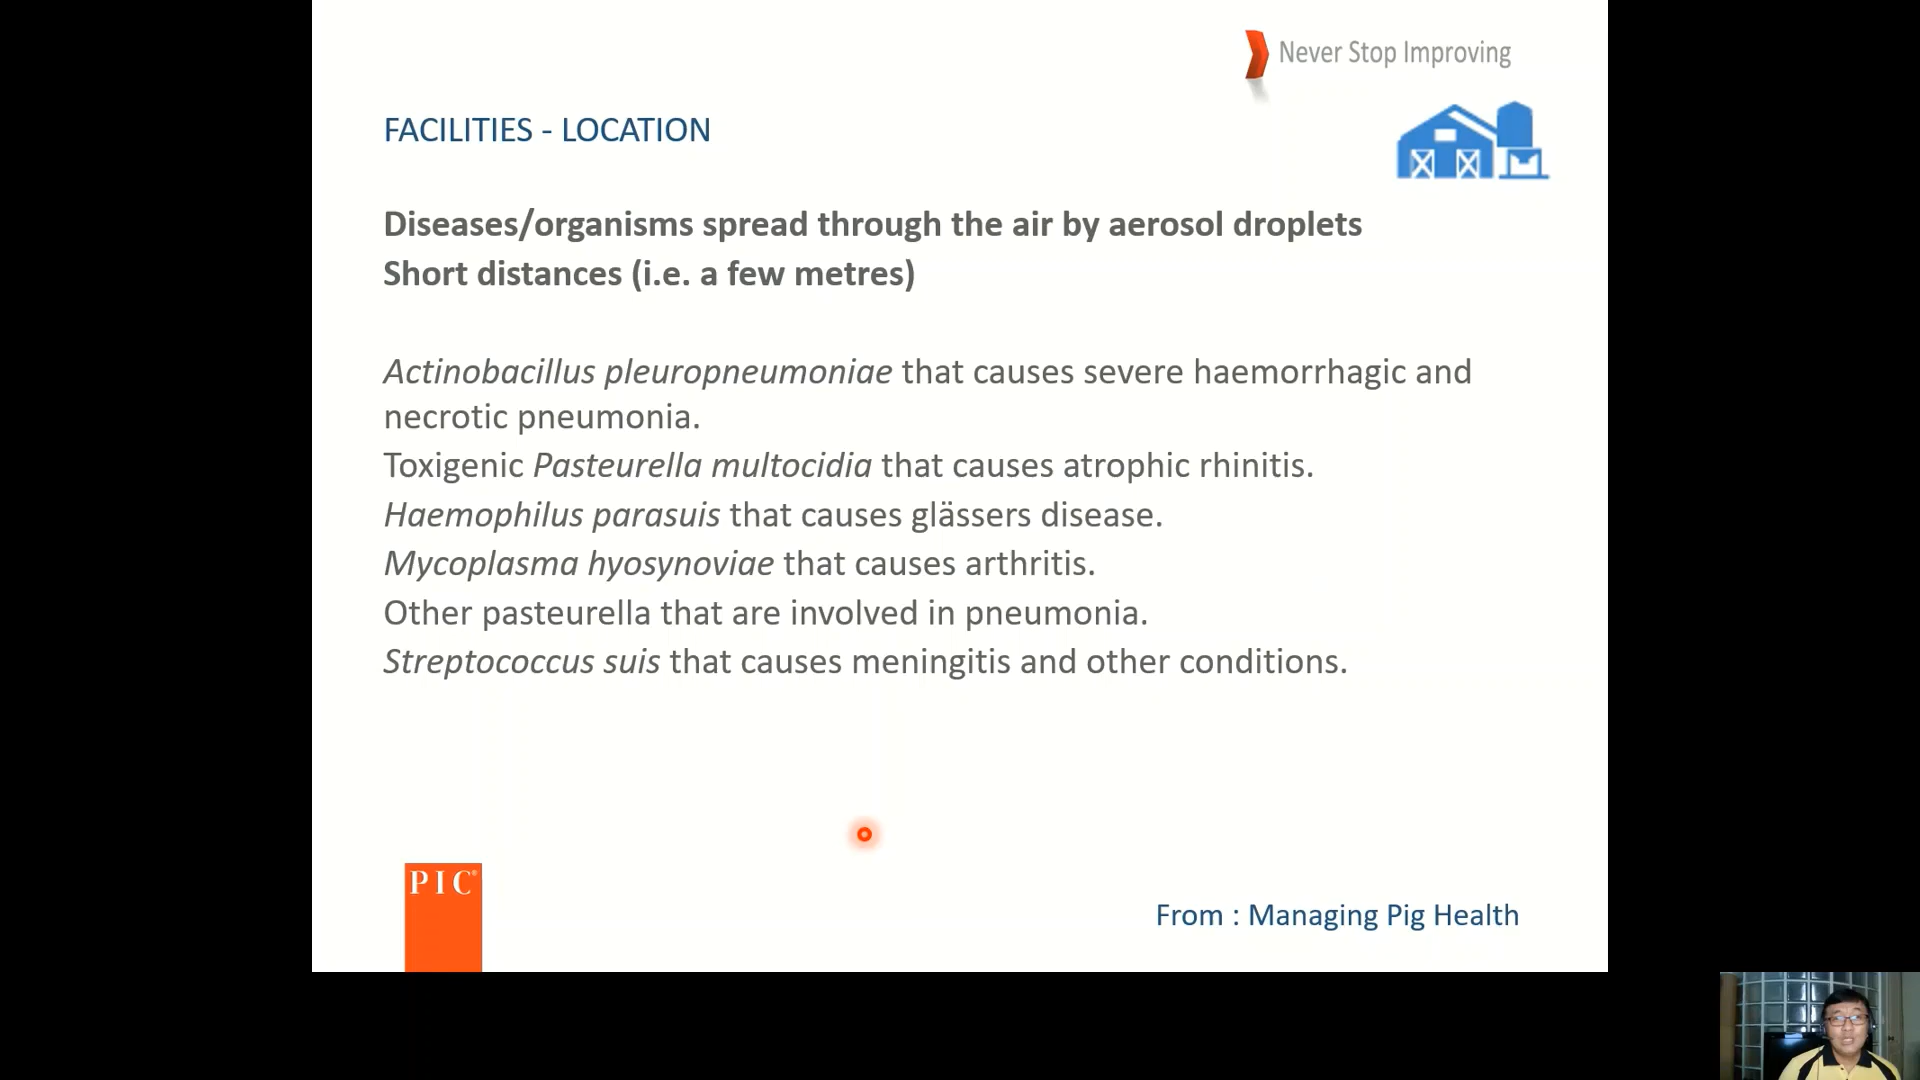 Never Stop Improving
FACILITIES - LOCATION
Diseases/organisms spread through the air by aerosol droplets
Short distances (i.e. a few metres)
Actinobacillus pleuropneumoniae that causes severe haemorrhagic and
necrotic pneumonia.
Toxigenic Pasteurella multocidia that causes atrophic rhinitis.
Haemophilus parasuis that causes glässers disease.
Mycoplasma hyosynoviae that causes arthritis.
Other pasteurella that are involved in pneumonia.
Streptococcus suis that causes meningitis and other conditions.
PIC®
From : Managing Pig Health